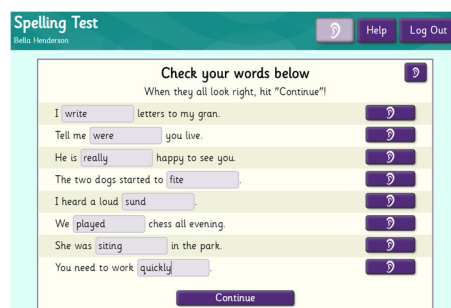 Spelling Test
Bella Henderson
Help
Log Out
Check your words below
When they all look right, hit "Continue"!
I write letters to my gran.
Tell me were you live.
He is really happy to see you.
The two dogs started to fite .
I heard a loud sund .
We played chess all evening.
She was siting in the park.
You need to work quickly .
Continue